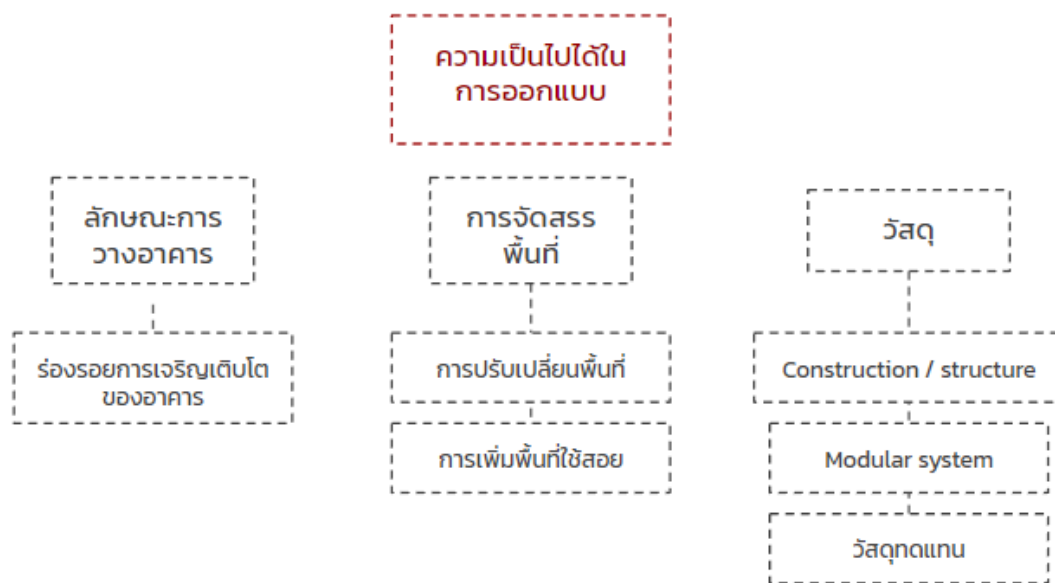 ความเป็นไปได้ใน
การออกแบบ
ลักษณะการ
วางอาคาร
ร่องรอยการเจริญเติบโต
ของอาคาร
การจัดสรร
พื้นที่
การปรับเปลี่ยนพื้นที่
การเพิ่มพื้นที่ใช้สอย
วัสดุ
Construction / structure
Modular system
วัสดุทดแทน